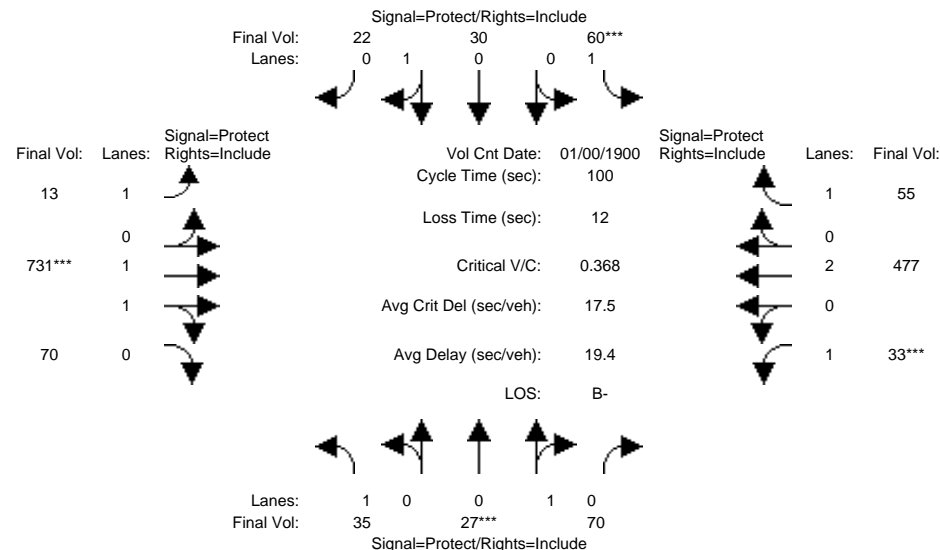 Signal=Protect/Rights=Include
Final Vol: 22 30 60***
Lanes: 0 1 0 0 1
Signal=Protect Signal=Protect
Final Vol: Lanes: Rights=Include Vol Cnt Date: 01/00/1900 Rights=Include Lanes: Final Vol:
Cycle Time (sec): 100
13 1 1 55
Loss Time (sec): 12
0 0
731*** 1 Critical V/C: 0.368 2 477
1 Avg Crit Del (sec/veh): 17.5 0
70 0 Avg Delay (sec/veh): 19.4 1 33***
LOS: B-
Lanes: 1 0 0 1 0
Final Vol: 35 27*** 70
Signal=Protect/Rights=Include